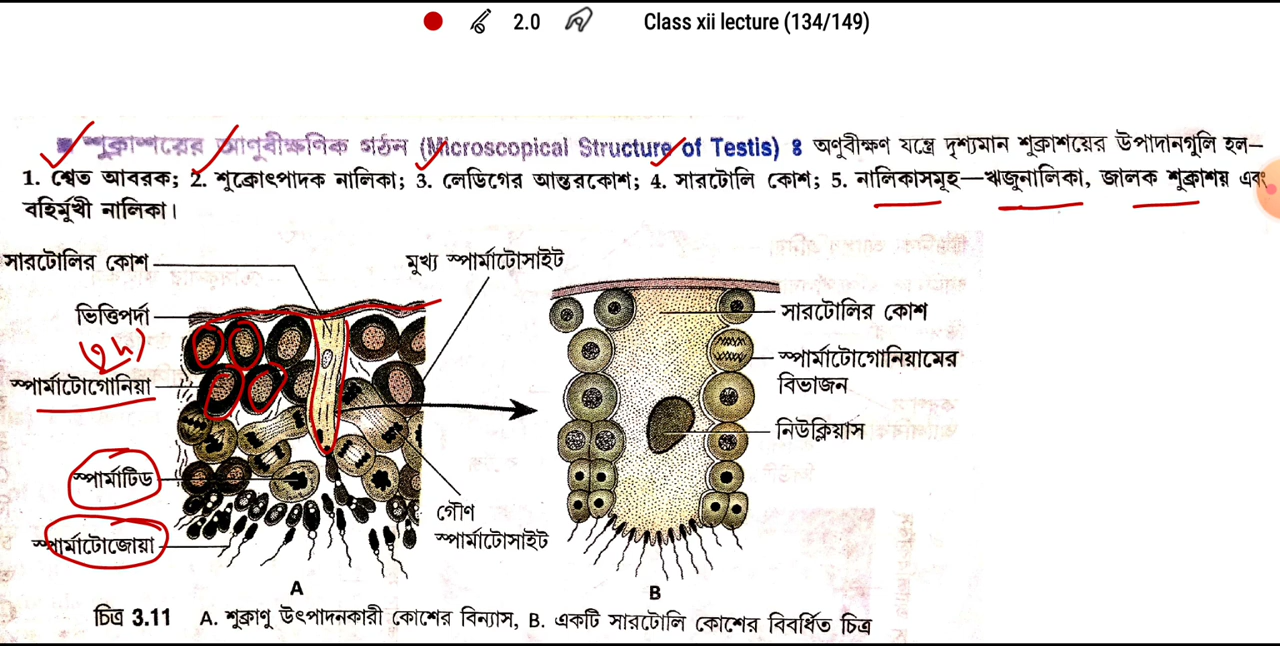 2.0 Class xii lecture (134/149)
শুক্রাশয়ের আণুবীক্ষণিক গঠন (Microscopical Structure of Testis) ঃ অণুবীক্ষণ যন্ত্রে দৃশ্যমান শুক্রাশয়ের উপাদানগুলি হল—
1. শ্বেত আবরক; 2. শুক্রোৎপাদক নালিকা; 3. লেডিগের আন্তরকোশ; 4. সারটোলি কোশ; 5. নালিকাসমূহ—ঋজুনালিকা, জালক শুক্রাশয় এবং
বহির্মুখী নালিকা।
সারটোলির কোশ
মুখ্য স্পার্মাটোসাইট
ভিত্তিপর্দা
স্পার্মাটোগোনিয়া
স্পার্মাটিড
স্পার্মাটোজোয়া
গৌণ
স্পার্মাটোসাইট
সারটোলির কোশ
স্পার্মাটোগোনিয়ামের
বিভাজন
নিউক্লিয়াস
A
B
চিত্র 3.11 A. শুক্রাণু উৎপাদনকারী কোশের বিন্যাস, B. একটি সারটোলি কোশের বিবর্ধিত চিত্র